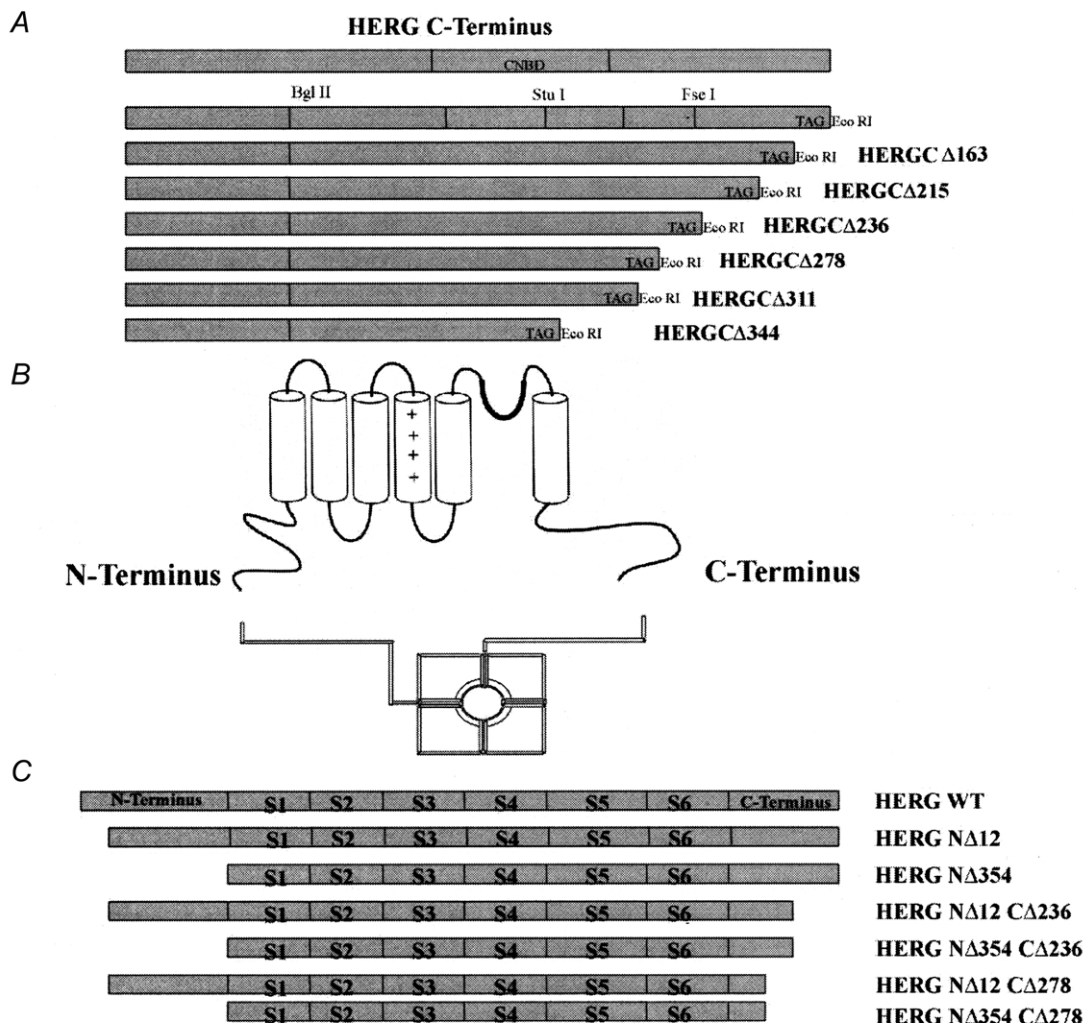 A
HERG C-Terminus
CNBD
Bgl II Stu I Fse I
TAG Eco RI
TAG Eco RI HERGC Δ163
TAG Eco RI HERGCΔ215
TAG Eco RI HERGCΔ236
TAG Eco RI HERGCΔ278
TAG Eco RI HERGCΔ311
TAG Eco RI HERGCΔ344
B
+
+
+
+
N-Terminus C-Terminus
C
N-Terminus S1 S2 S3 S4 S5 S6 C-Terminus HERG WT
S1 S2 S3 S4 S5 S6 HERG NΔ12
S1 S2 S3 S4 S5 S6 HERG NΔ354
S1 S2 S3 S4 S5 S6 HERG NΔ12 CΔ236
S1 S2 S3 S4 S5 S6 HERG NΔ354 CΔ236
S1 S2 S3 S4 S5 S6 HERG NΔ12 CΔ278
S1 S2 S3 S4 S5 S6 HERG NΔ354 CΔ278